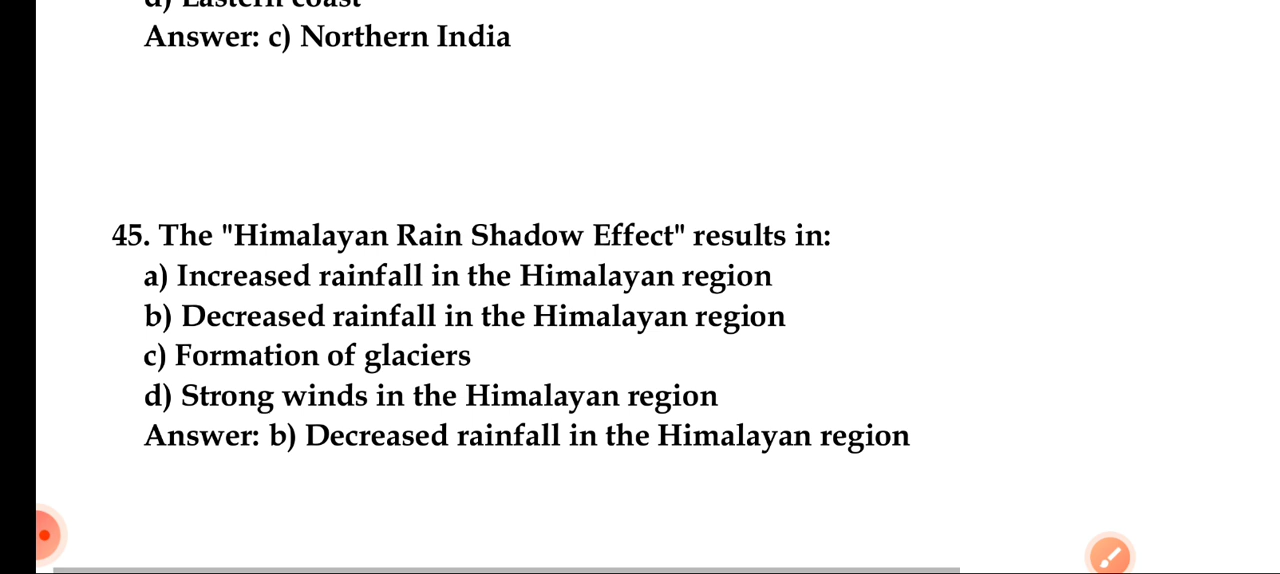 d) Eastern coast
Answer: c) Northern India
45. The "Himalayan Rain Shadow Effect" results in:
a) Increased rainfall in the Himalayan region
b) Decreased rainfall in the Himalayan region
c) Formation of glaciers
d) Strong winds in the Himalayan region
Answer: b) Decreased rainfall in the Himalayan region